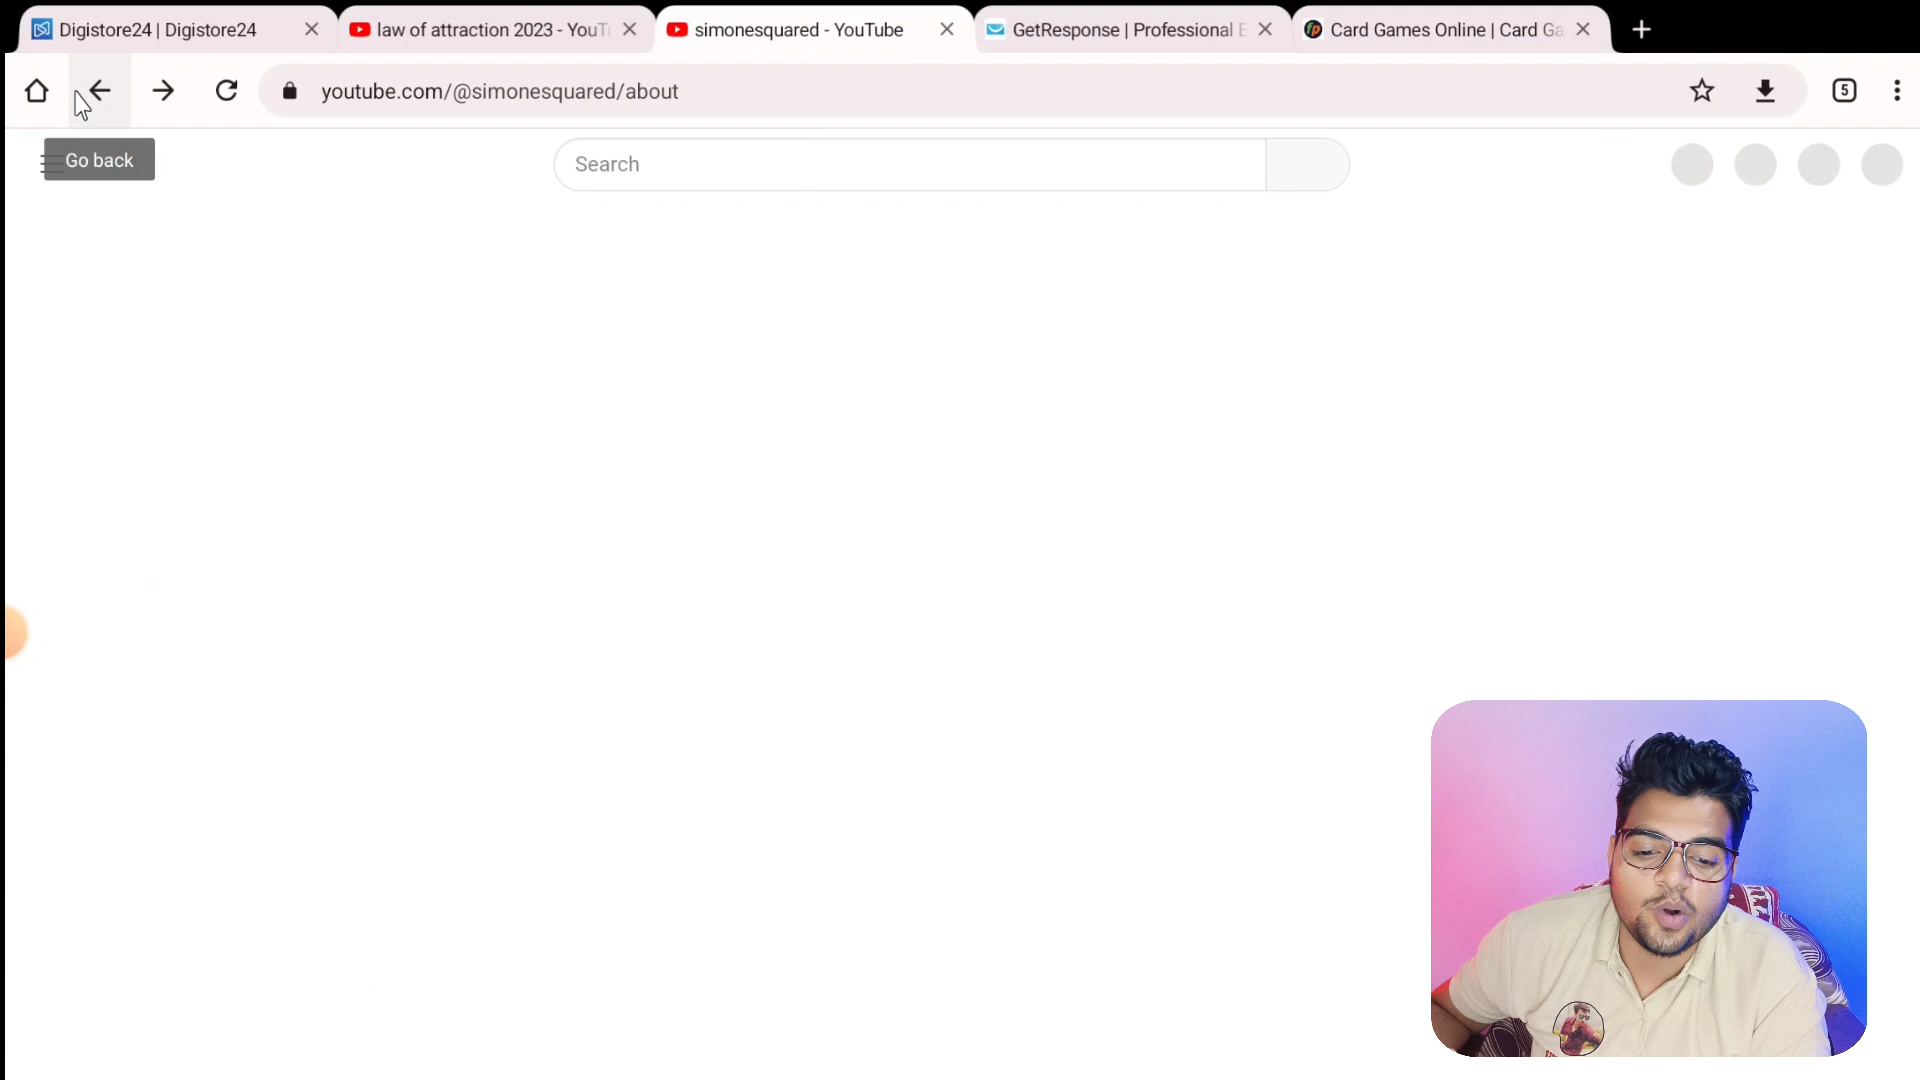 Digistore24 | Digistore24
law of attraction 2023 - YouT
simonesquared - YouTube
GetResponse | Professional E
Card Games Online | Card Ga
youtube.com/@simonesquared/about
5
Go back
Search